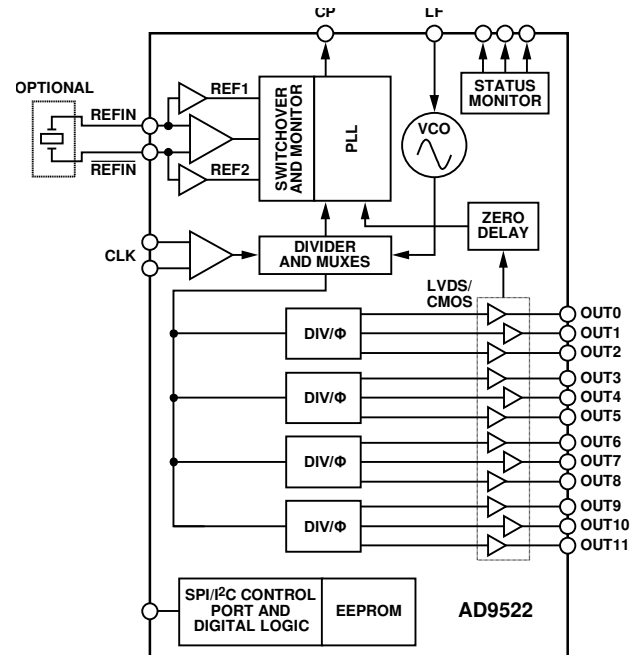 CP
LF
OPTIONAL
REFIN
REFIN
REF1
REF2
SWITCHOVER
AND MONITOR
PLL
VCO
STATUS
MONITOR
CLK
DIVIDER
AND MUXES
ZERO
DELAY
LVDS/
CMOS
DIV/Φ
OUT0
OUT1
OUT2
DIV/Φ
OUT3
OUT4
OUT5
DIV/Φ
OUT6
OUT7
OUT8
DIV/Φ
OUT9
OUT10
OUT11
SPI/I²C CONTROL
PORT AND
DIGITAL LOGIC
EEPROM
AD9522